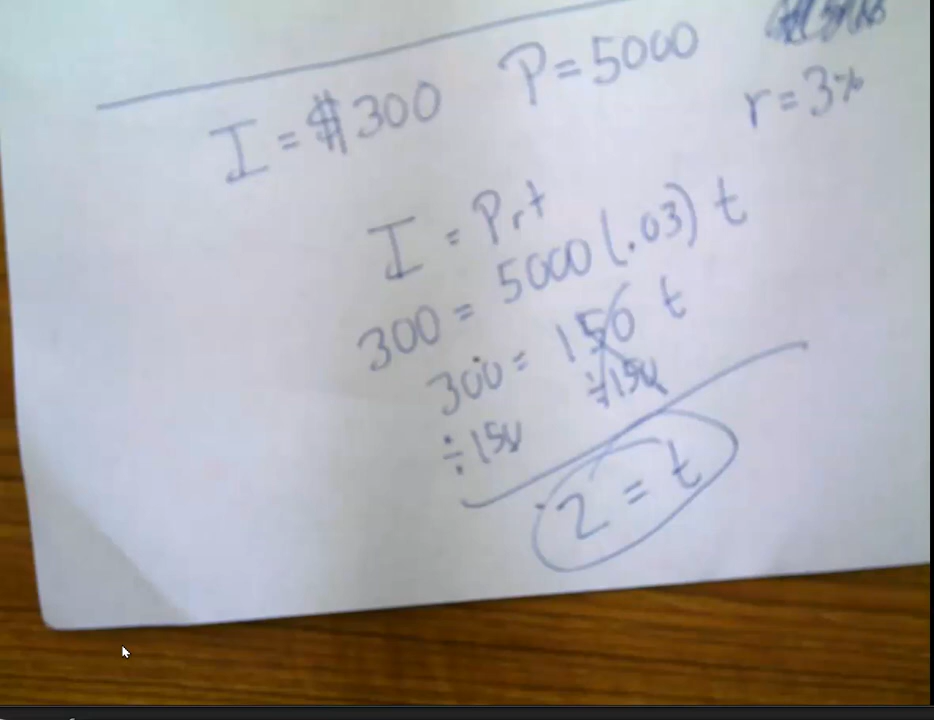 I = $300 P = 5000
r = 3%
I = Prt
300 = 5000 (.03) t
300 = 150 t
÷150 ÷150
2 = t